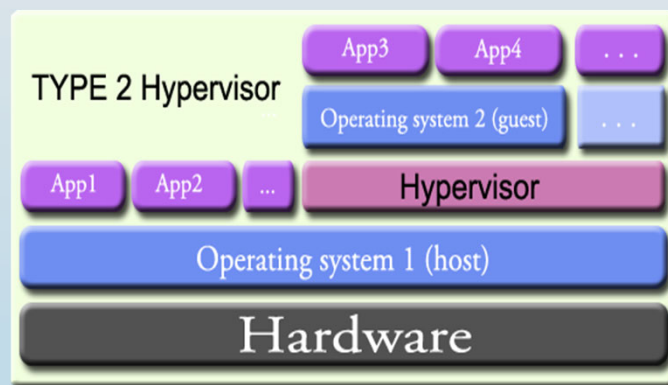 App3 App4 ...
TYPE 2 Hypervisor
Operating system 2 (guest) ...
App1 App2 ... Hypervisor
Operating system 1 (host)
Hardware